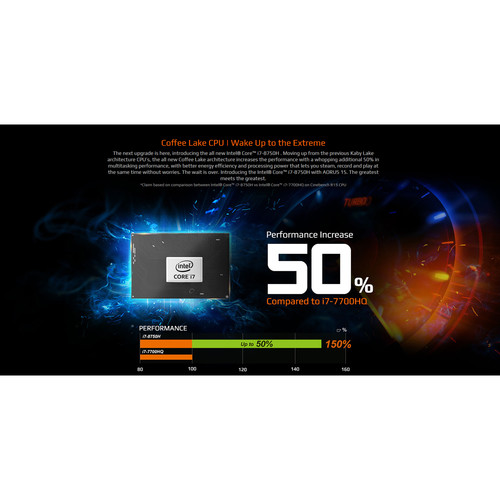 Coffee Lake CPU | Wake Up to the Extreme
The next upgrade is here, introducing the all new Intel® Core™ i7-8750H . Moving up from the previous Kaby Lake
architecture CPU's, the all new Coffee Lake architecture increases the performance with a whopping additional 50% in
multitasking performance, with better energy efficiency and processing power that lets you steam, record and play at
the same time without worries. The wait is over. Introducing the Intel® Core™ i7-8750H with AORUS 15. The greatest
meets the greatest.
*Claim based on comparison between Intel® Core™ i7-8750H vs Intel® Core™ i7-7700HQ on Cinebench R15 CPU
TURBO
Performance Increase
50%
Compared to i7-7700HQ
intel
CORE i7
PERFORMANCE
%
i7-8750H
Up to 50%
150%
i7-7700HQ
80 100 120 140 160